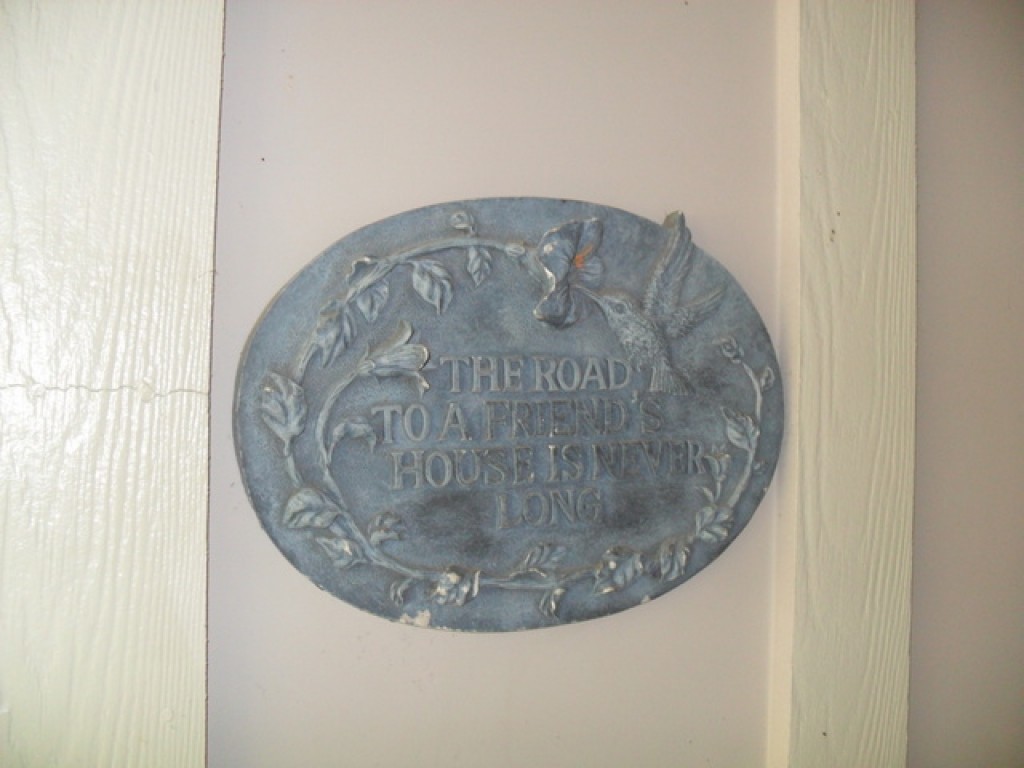 THE ROAD
TO A FRIEND'S
HOUSE IS NEVER
LONG